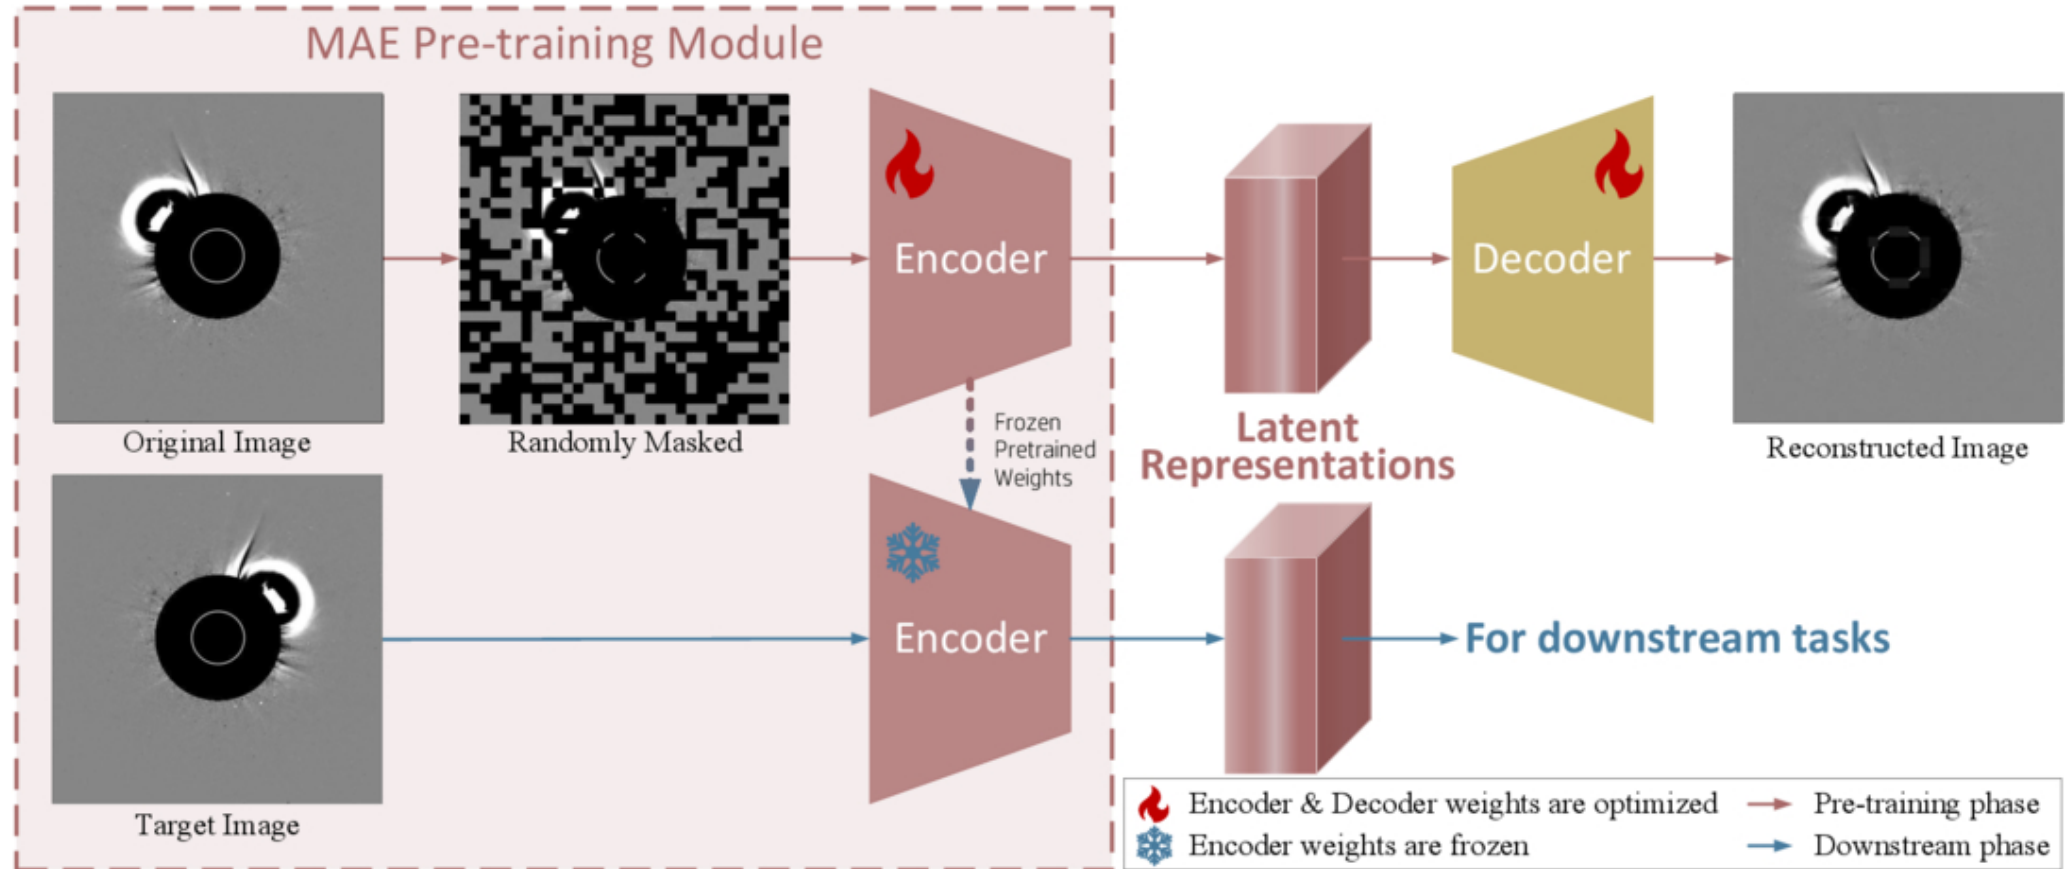 MAE Pre-training Module
Encoder
Decoder
Original Image
Randomly Masked
Frozen
Pretrained
Weights
Latent
Representations
Reconstructed Image
Encoder
For downstream tasks
Target Image
Encoder & Decoder weights are optimized
Pre-training phase
Encoder weights are frozen
Downstream phase